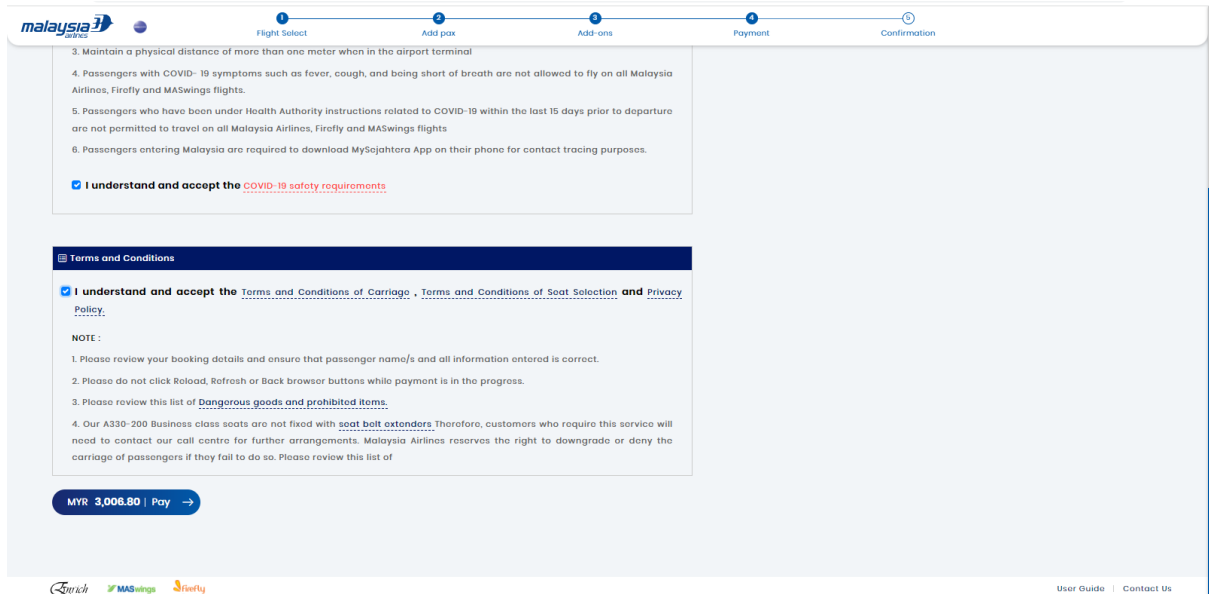 malaysia
airlines
1 2 3 4 5
Flight Select Add pax Add-ons Payment Confirmation
3. Maintain a physical distance of more than one meter when in the airport terminal
4. Passengers with COVID- 19 symptoms such as fever, cough, and being short of breath are not allowed to fly on all Malaysia
Airlines, Firefly and MASwings flights.
5. Passengers who have been under Health Authority instructions related to COVID-19 within the last 15 days prior to departure
are not permitted to travel on all Malaysia Airlines, Firefly and MASwings flights
6. Passengers entering Malaysia are required to download MySejahtera App on their phone for contact tracing purposes.
I understand and accept the COVID-19 safety requirements
Terms and Conditions
I understand and accept the Terms and Conditions of Carriage , Terms and Conditions of Seat Selection and Privacy
Policy.
NOTE :
1. Please review your booking details and ensure that passenger name/s and all information entered is correct.
2. Please do not click Reload, Refresh or Back browser buttons while payment is in the progress.
3. Please review this list of Dangerous goods and prohibited items.
4. Our A330-200 Business class seats are not fixed with seat belt extenders Therefore, customers who require this service will
need to contact our call centre for further arrangements. Malaysia Airlines reserves the right to downgrade or deny the
carriage of passengers if they fail to do so. Please review this list of
MYR 3,006.80 | Pay →
Enrich MASwings firefly User Guide | Contact Us